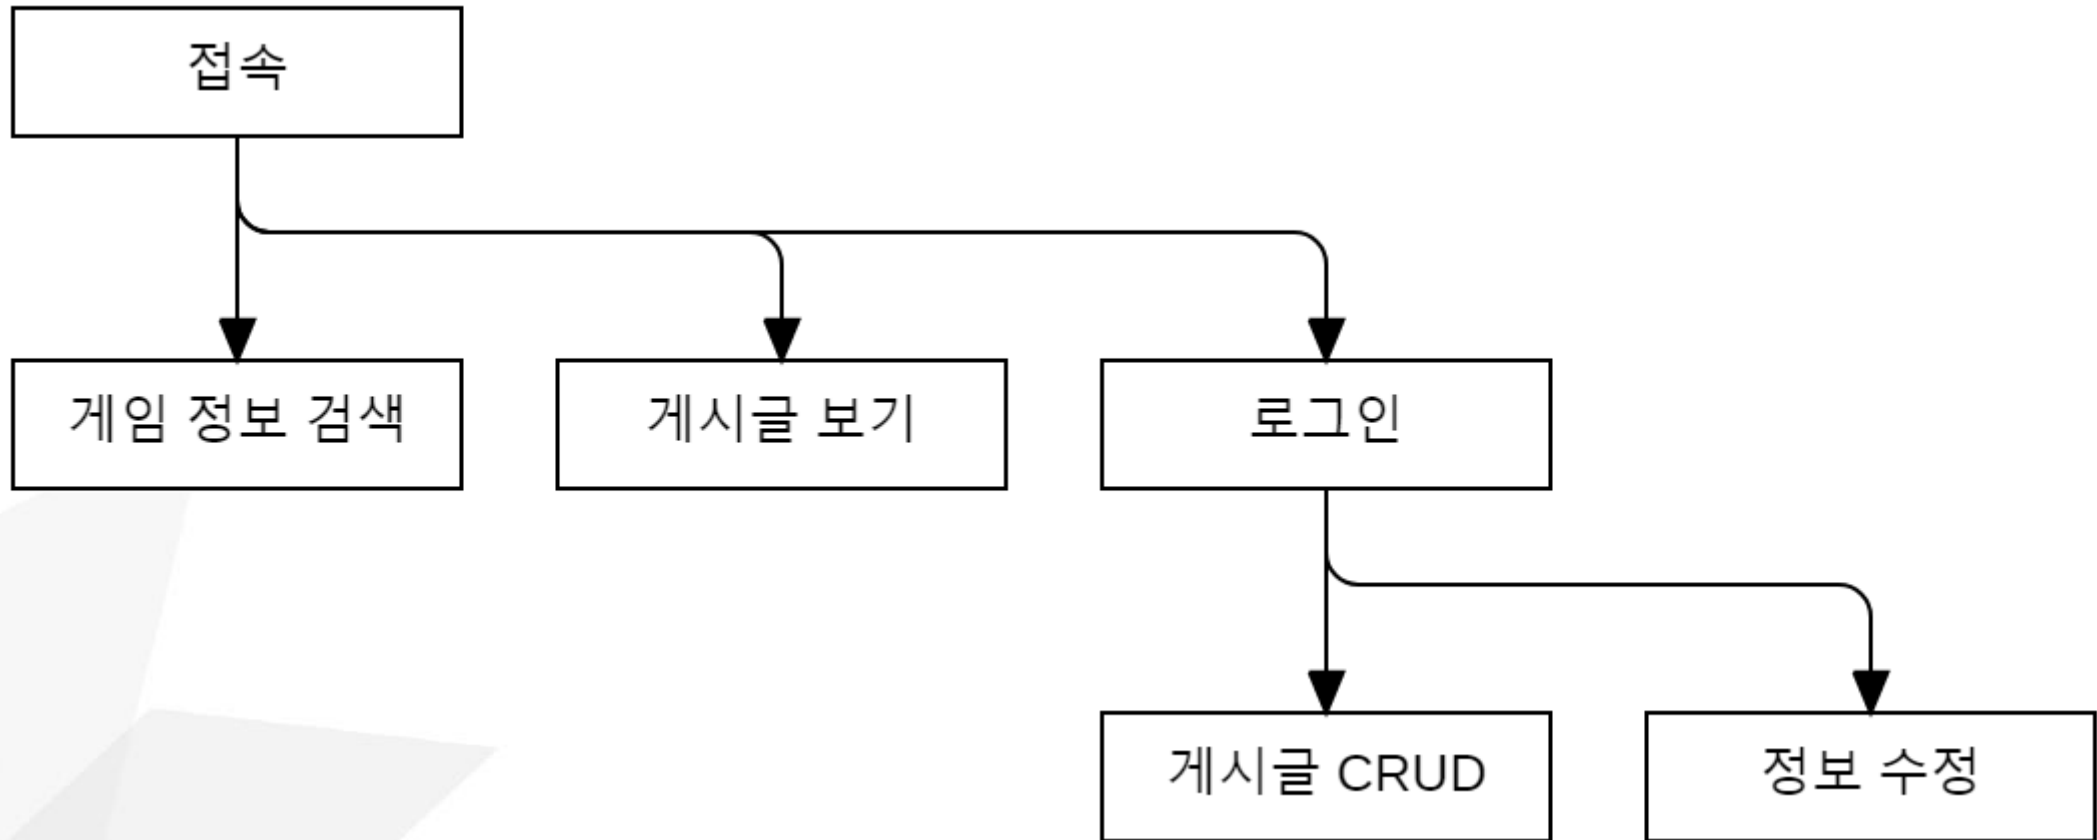 접속
게임 정보 검색
게시글 보기
로그인
게시글 CRUD
정보 수정